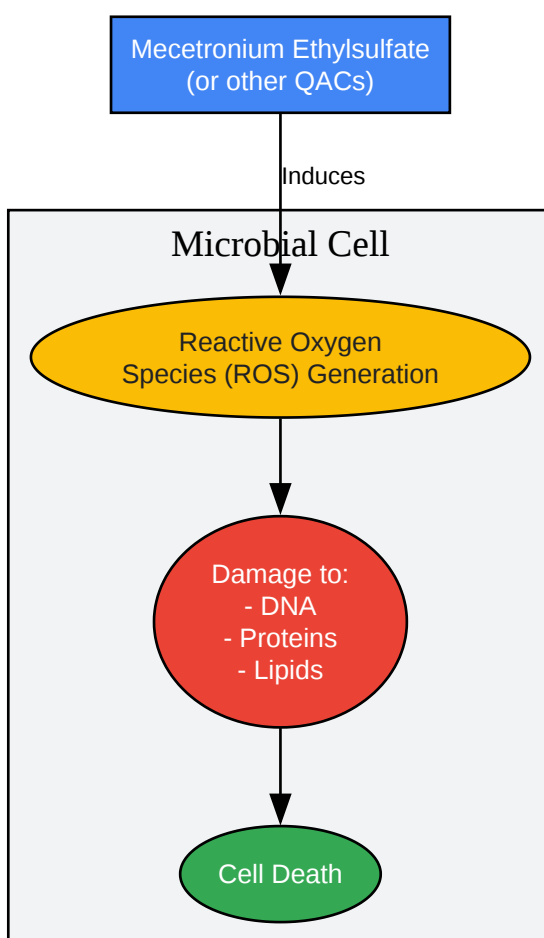 Mecetronium Ethylsulfate
(or other QACs)
Induces
Microbial Cell
Reactive Oxygen
Species (ROS) Generation
Damage to:
- DNA
- Proteins
- Lipids
Cell Death